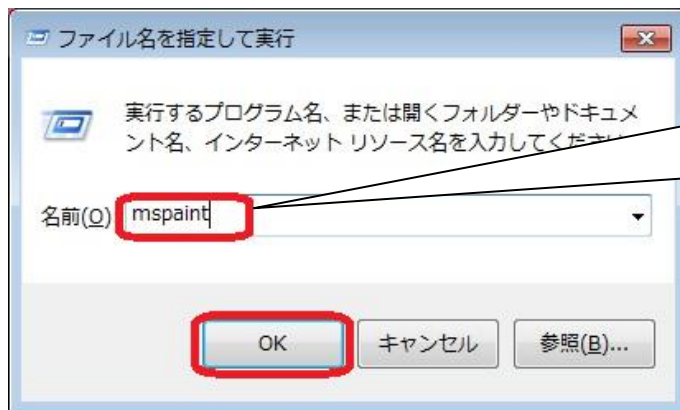 ファイル名を指定して実行
実行するプログラム名、または開くフォルダーやドキュメ
ント名、インターネット リソース名を入力してください
名前(O) mspaint
OK キャンセル 参照(B)...